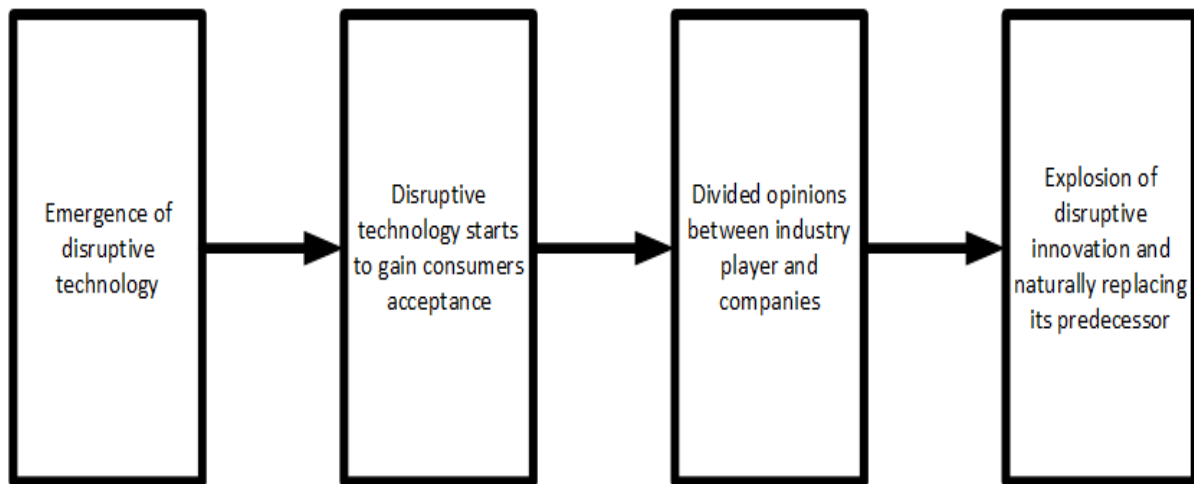 Emergence of
disruptive
technology
Disruptive
technology starts
to gain consumers
acceptance
Divided opinions
between industry
player and
companies
Explosion of
disruptive
innovation and
naturally replacing
its predecessor